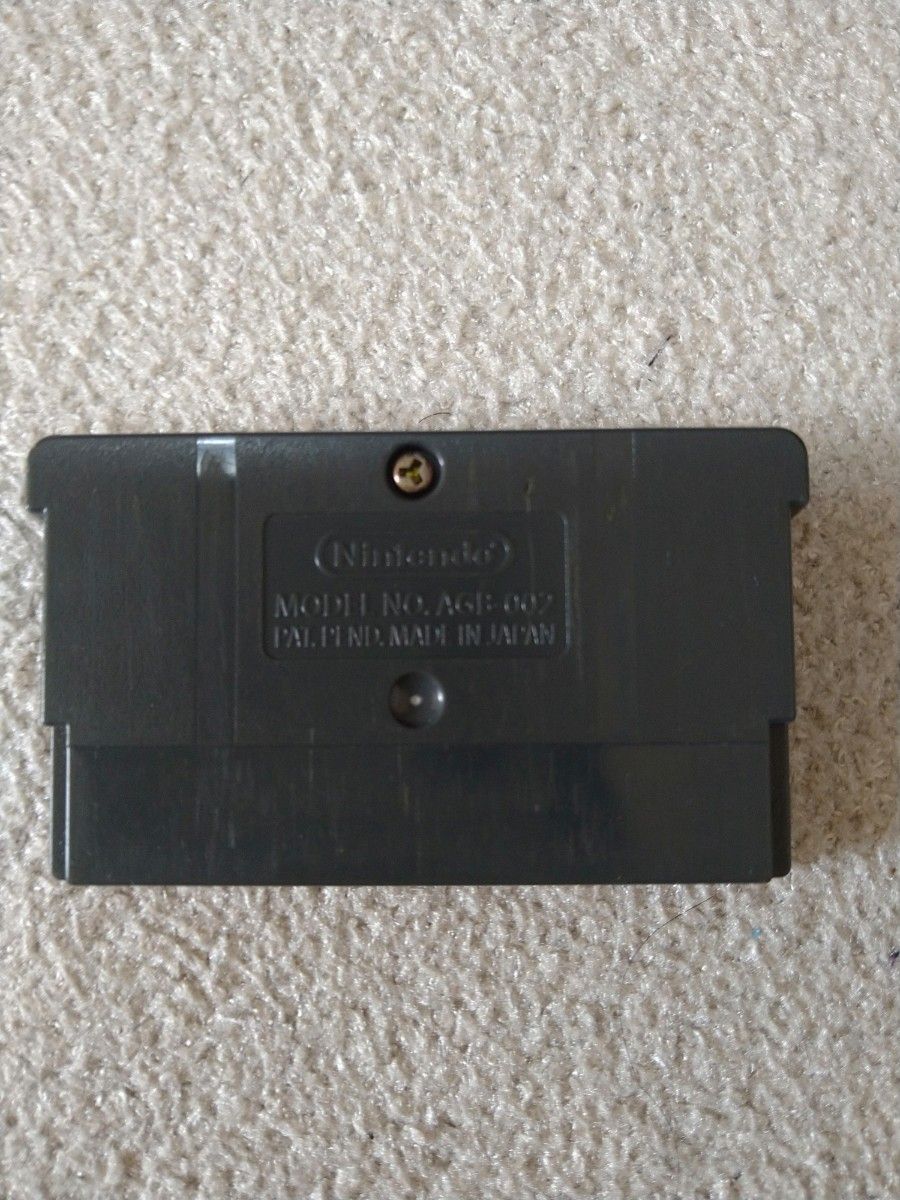 Nintendo®
MODEL NO. AGB-002
PAT. PEND. MADE IN JAPAN